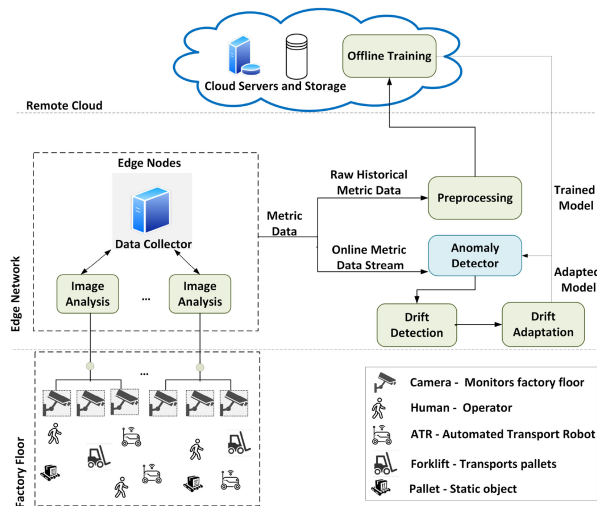 Offline Training
Cloud Servers and Storage
Remote Cloud
Edge Nodes
Data Collector
Image
Analysis
...
Image
Analysis
Edge Network
Metric
Data
Raw Historical
Metric Data
Preprocessing
Online Metric
Data Stream
Anomaly
Detector
Trained
Model
Adapted
Model
Drift
Detection
Drift
Adaptation
...
Factory Floor
Camera - Monitors factory floor
Human - Operator
ATR - Automated Transport Robot
Forklift - Transports pallets
Pallet - Static object